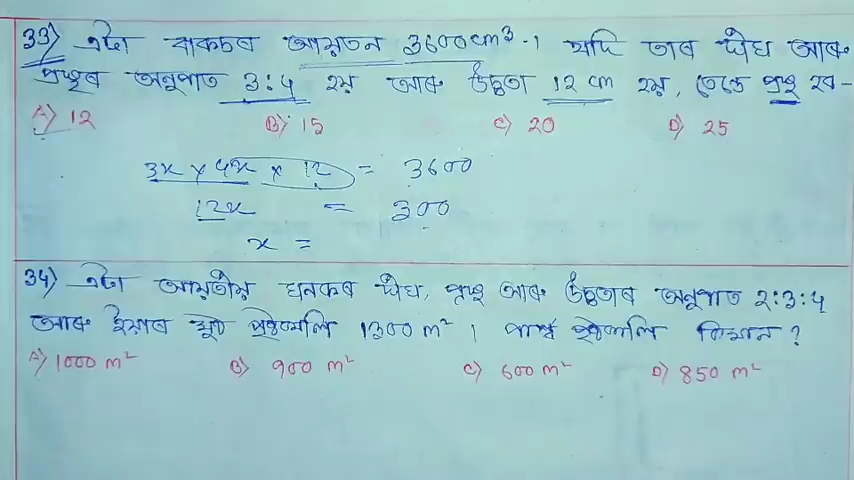 33) এটা বাকচৰ আয়তন 3600cm³। যদি তাৰ দীঘ আৰু
প্ৰস্থৰ অনুপাত 3:4 হয় আৰু উচ্চতা 12 cm হয়, তেন্তে প্ৰস্থ হব-
A) 12 B) 15 C) 20 D) 25
3x × 4x × 12 = 3600
12x = 300
x =
34) এটা আয়তীয় ঘনকৰ দীঘ, প্ৰস্থ আৰু উচ্চতাৰ অনুপাত 2:3:4
আৰু ইয়াৰ মুঠ পৃষ্ঠকালি 1300 m²। পাৰ্শ্ব পৃষ্ঠকালি কিমান?
A) 1000 m² B) 900 m² C) 600 m² D) 850 m²